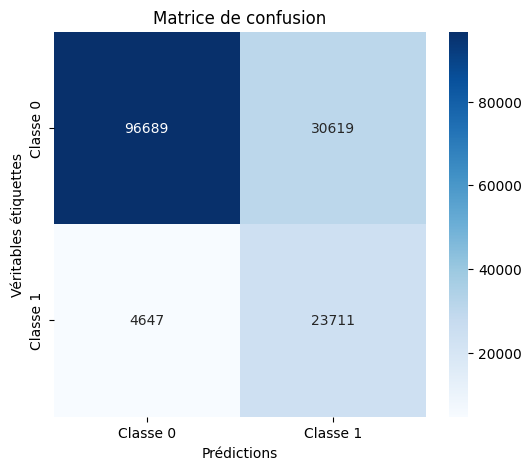 Matrice de confusion
Véritables étiquettes
Classe 0
Classe 1
96689
30619
4647
23711
Classe 0
Classe 1
Prédictions
80000
60000
40000
20000